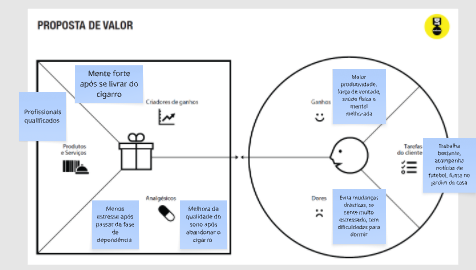 PROPOSTA DE VALOR
Mente forte
após se livrar do
cigarro
Profissionais
qualificados
Criadores de ganhos
Produtos
e Serviços
Analgésicos
Menos
estresse após
passar da fase
de
dependência
Melhora da
qualidade do
sono após
abandonar o
cigarro
Ganhos
Maior
produtividade,
força de vontade,
saúde física e
mental
melhorada
Tarefas
do cliente
Trabalha
bastante,
acompanha
notícias de
futebol, fuma no
jardim de casa
Dores
Evita mudanças
drásticas, se
sente muito
estressado, tem
dificuldades para
dormir